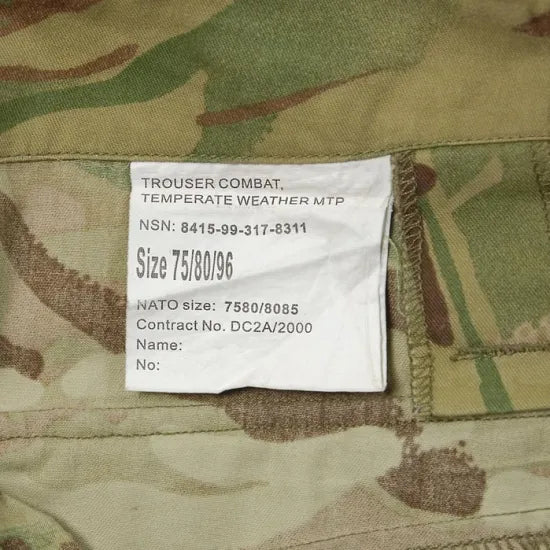 TROUSER COMBAT,
TEMPERATE WEATHER MTP
NSN: 8415-99-317-8311
Size 75/80/96
NATO size: 7580/8085
Contract No. DC2A/2000
Name:
No: